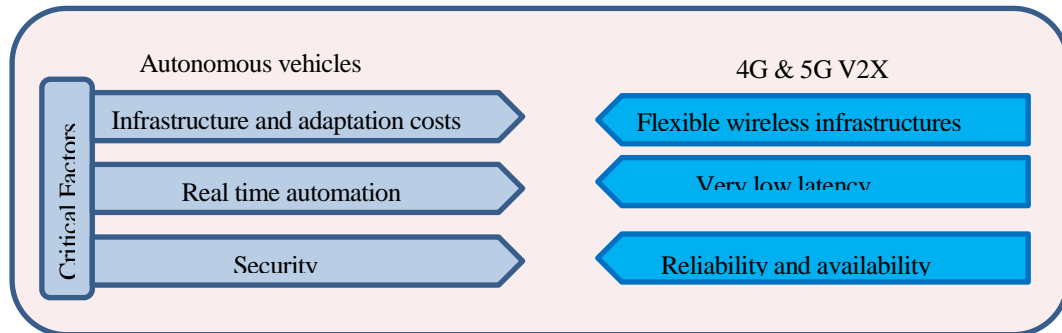 Autonomous vehicles
4G & 5G V2X
Critical Factors
Infrastructure and adaptation costs
Flexible wireless infrastructures
Real time automation
Very low latency
Security
Reliability and availability